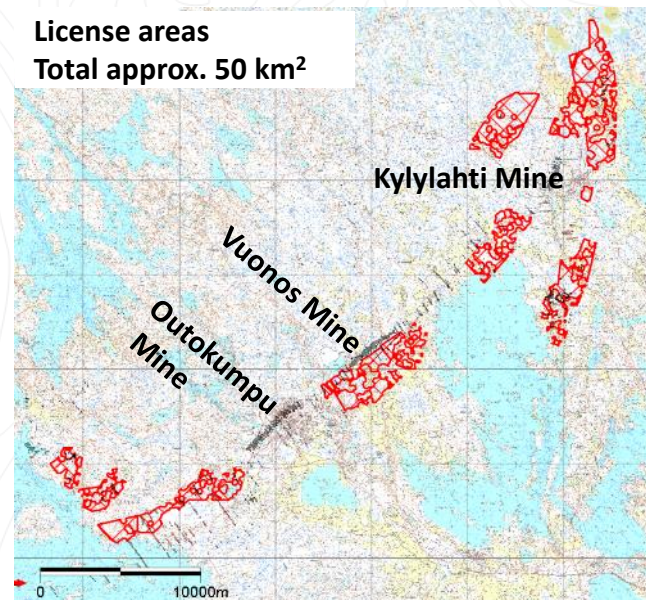 License areas
Total approx. 50 km²
Kylylahti Mine
Vuonos Mine
Outokumpu
Mine
0 10000m